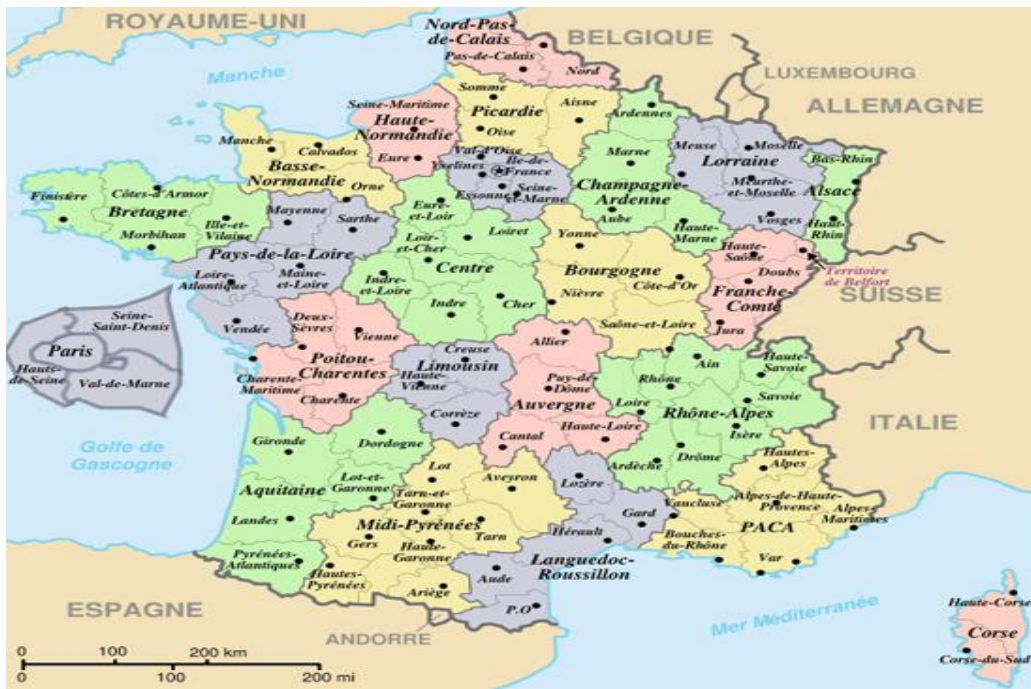 ROYAUME-UNI
Nord-Pas-
de-Calais
BELGIQUE
Pas-de-Calais
Nord
Manche
LUXEMBOURG
ALLEMAGNE
Somme
Picardie
Aisne
Oise
Ardennes
Seine-Maritime
Haute-
Normandie
Eure
Manche
Calvados
Basse-
Normandie
Orne
Val-d'Oise
Yvelines
Ile-de-
France
Essonne
Seine-
et-Marne
Marne
Champagne-
Ardenne
Aube
Haute-
Marne
Meuse
Moselle
Lorraine
Meurthe-
et-Moselle
Vosges
Bas-Rhin
Alsace
Haut-
Rhin
Finistère
Côtes-d'Armor
Bretagne
Morbihan
Ille-et-
Vilaine
Mayenne
Sarthe
Pays-de-la-Loire
Loire-
Atlantique
Maine-
et-Loire
Vendée
Eure-
et-Loir
Loir-
et-Cher
Loiret
Centre
Indre-
et-Loire
Indre
Cher
Yonne
Bourgogne
Nièvre
Côte-d'Or
Saône-et-Loire
Haute-
Saône
Doubs
Franche-
Comté
Jura
Territoire
de Belfort
SUISSE
Seine-
Saint-Denis
Paris
Hauts-
de-Seine
Val-de-Marne
Deux-
Sèvres
Vienne
Poitou-
Charentes
Charente-
Maritime
Charente
Creuse
Limousin
Haute-
Vienne
Corrèze
Allier
Puy-de-
Dôme
Auvergne
Cantal
Haute-Loire
Ain
Haute-
Savoie
Rhône
Savoie
Loire
Rhône-Alpes
Isère
Ardèche
Drôme
ITALIE
Golfe de
Gascogne
Gironde
Dordogne
Lot-et-
Garonne
Aquitaine
Landes
Pyrénées-
Atlantiques
Lot
Aveyron
Tarn-et-
Garonne
Midi-Pyrénées
Tarn
Gers
Haute-
Garonne
Hautes-
Pyrénées
Ariège
Lozère
Gard
Hérault
Languedoc-
Roussillon
Aude
P.O
Hautes-
Alpes
Alpes-de-Haute-
Provence
Alpes-
Maritimes
Vaucluse
PACA
Bouches-
du-Rhône
Var
ESPAGNE
ANDORRE
Mer Méditerranée
Haute-Corse
Corse
Corse-du-Sud
0 100 200 km
0 100 200 mi